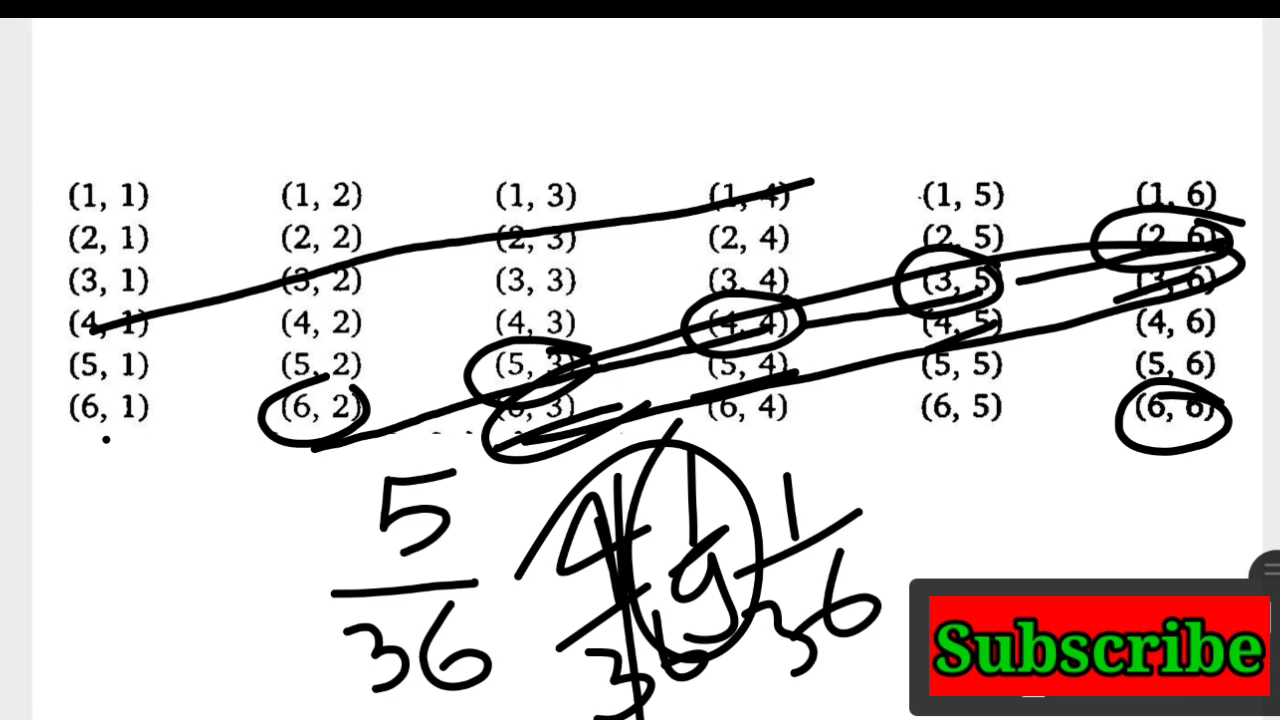 (1, 1) (1, 2) (1, 3) (1, 4) (1, 5) (1, 6)
(2, 1) (2, 2) (2, 3) (2, 4) (2, 5) (2, 6)
(3, 1) (3, 2) (3, 3) (3, 4) (3, 5) (3, 6)
(4, 1) (4, 2) (4, 3) (4, 4) (4, 5) (4, 6)
(5, 1) (5, 2) (5, 3) (5, 4) (5, 5) (5, 6)
(6, 1) (6, 2) (6, 3) (6, 4) (6, 5) (6, 6)
5/36 4/36 1/9 1/36
Subscribe